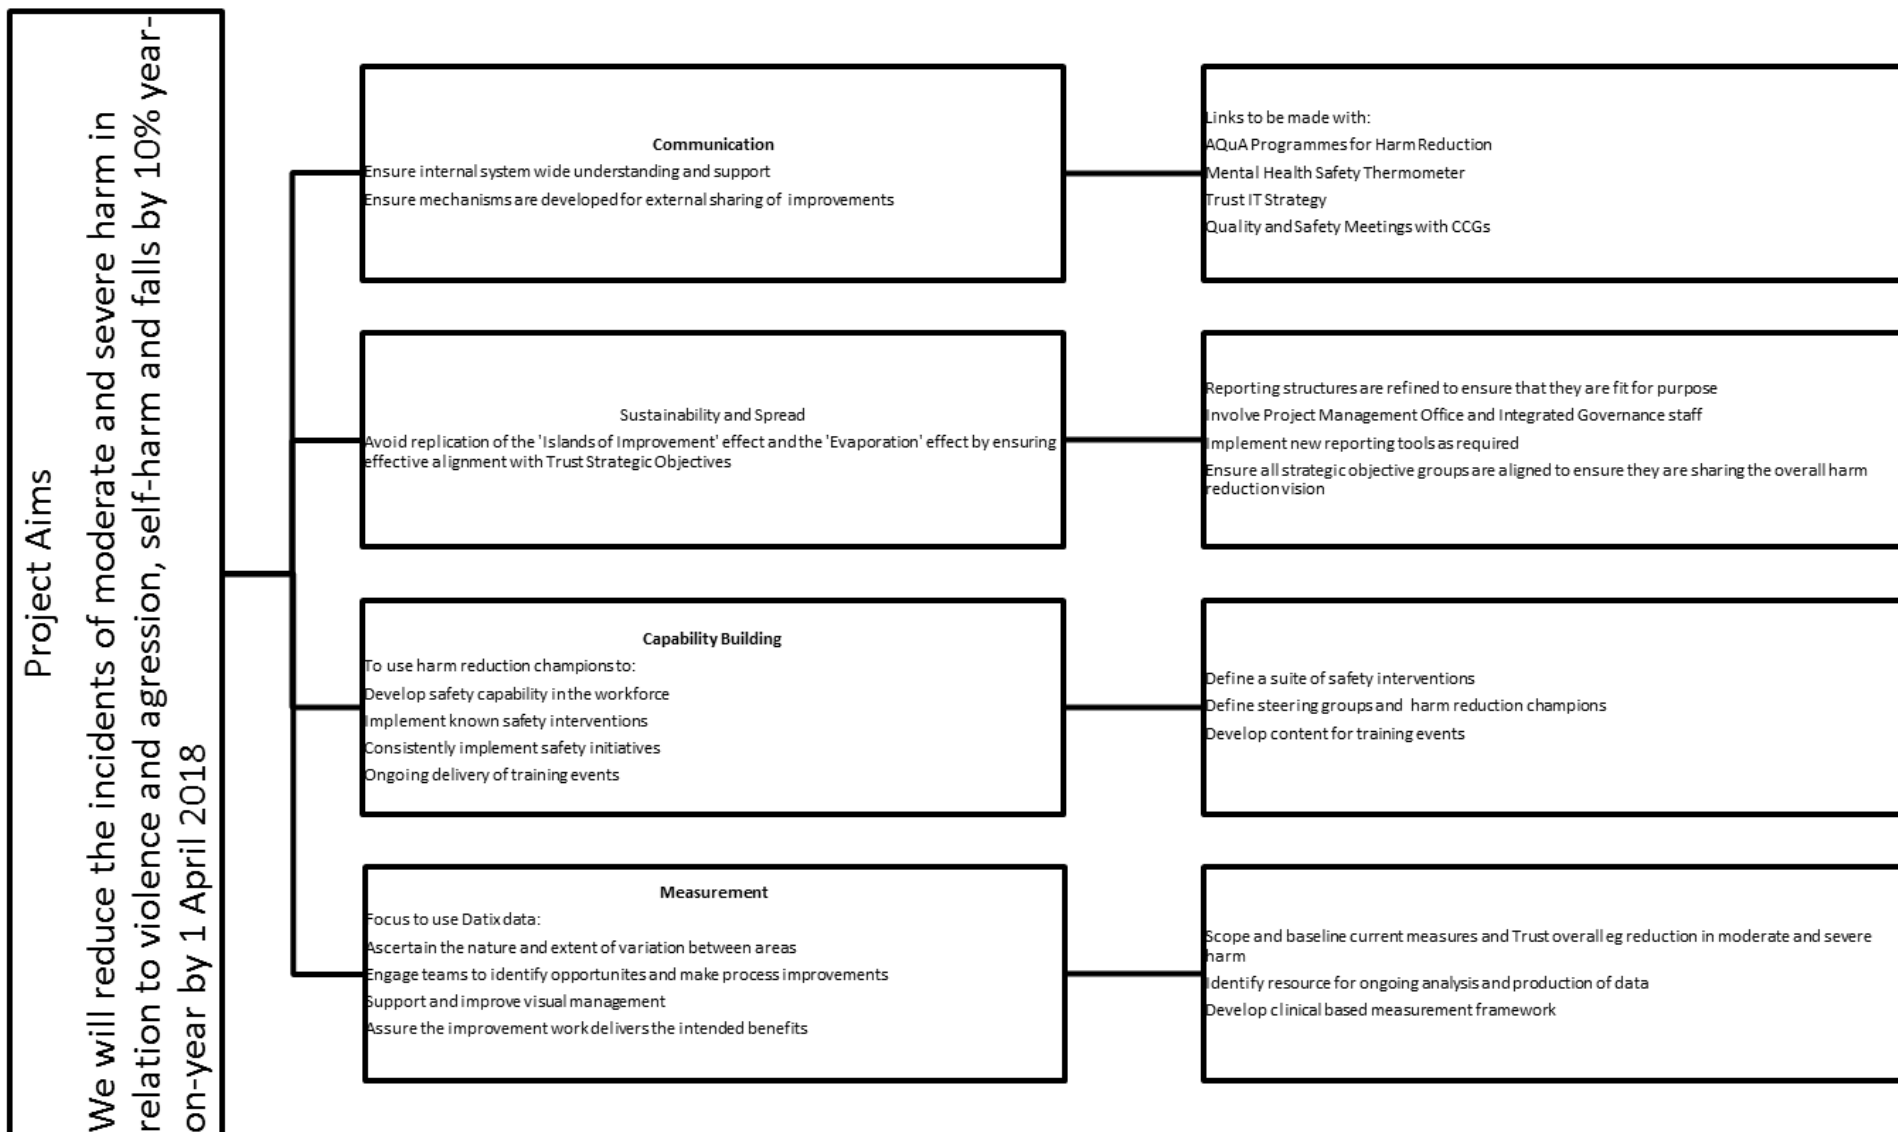 Project Aims
We will reduce the incidents of moderate and severe harm in
relation to violence and agression, self-harm and falls by 10% year-
on-year by 1 April 2018
Communication
Ensure internal system wide understanding and support
Ensure mechanisms are developed for external sharing of improvements
Links to be made with:
AQuA Programmes for Harm Reduction
Mental Health Safety Thermometer
Trust IT Strategy
Quality and Safety Meetings with CCGs
Sustainability and Spread
Avoid replication of the 'Islands of Improvement' effect and the 'Evaporation' effect by ensuring
effective alignment with Trust Strategic Objectives
Reporting structures are refined to ensure that they are fit for purpose
Involve Project Management Office and Integrated Governance staff
Implement new reporting tools as required
Ensure all strategic objective groups are aligned to ensure they are sharing the overall harm
reduction vision
Capability Building
To use harm reduction champions to:
Develop safety capability in the workforce
Implement known safety interventions
Consistently implement safety initiatives
Ongoing delivery of training events
Define a suite of safety interventions
Define steering groups and harm reduction champions
Develop content for training events
Measurement
Focus to use Datix data:
Ascertain the nature and extent of variation between areas
Engage teams to identify opportunites and make process improvements
Support and improve visual management
Assure the improvement work delivers the intended benefits
Scope and baseline current measures and Trust overall eg reduction in moderate and severe
harm
Identify resource for ongoing analysis and production of data
Develop clinical based measurement framework